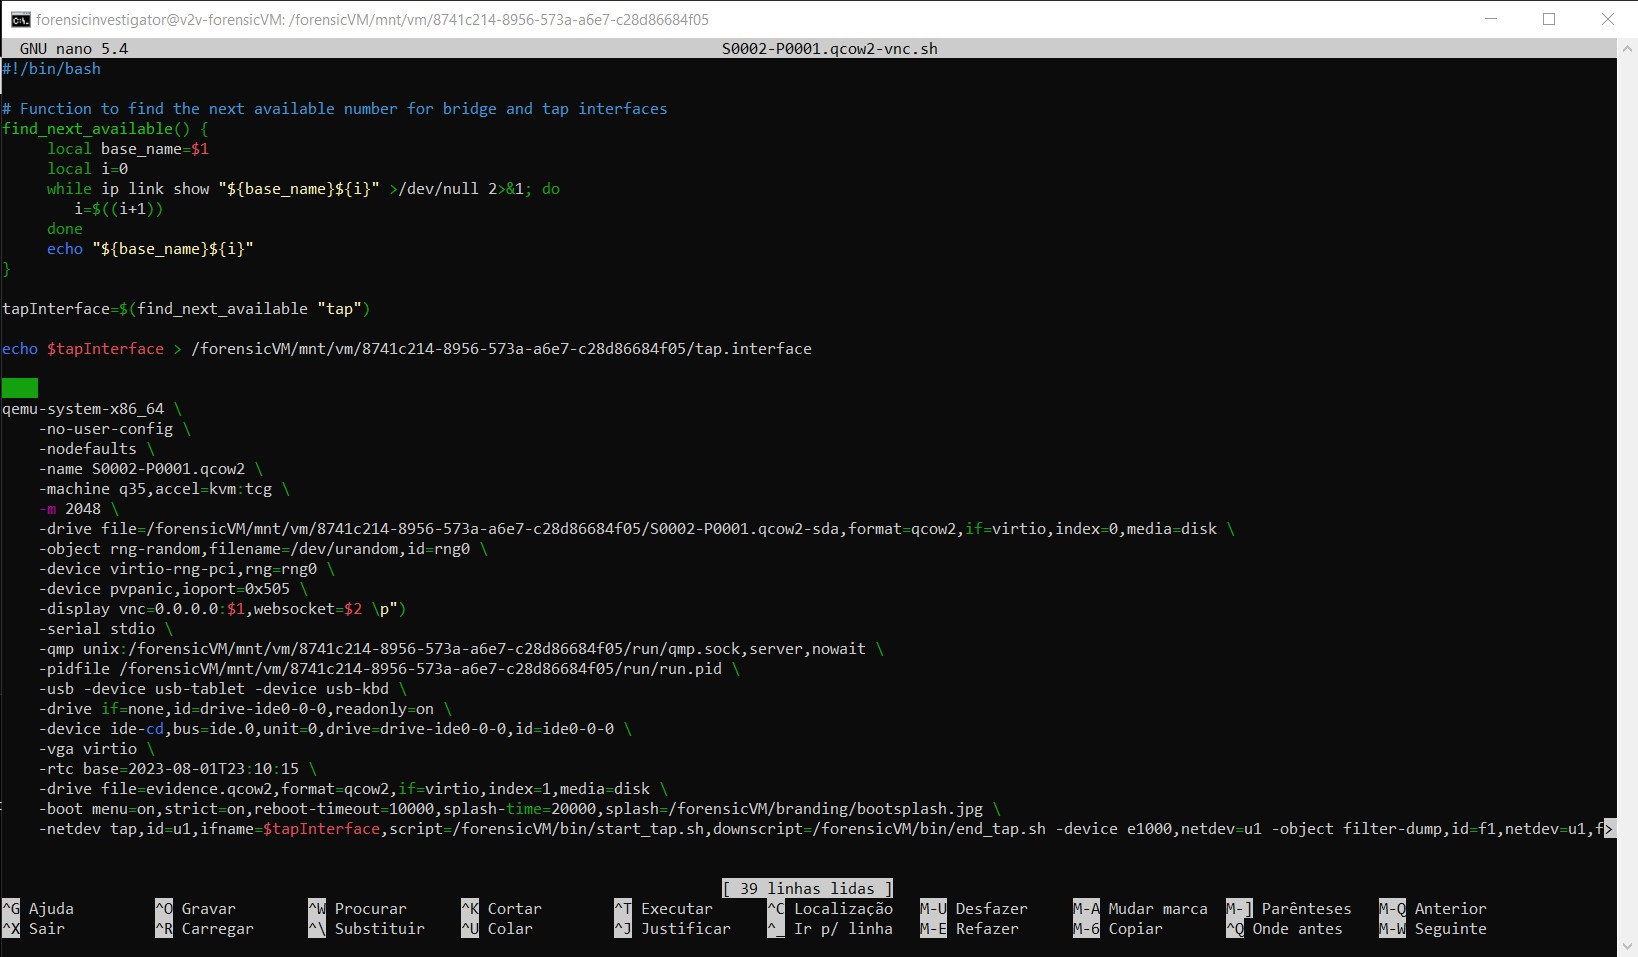 forensicinvestigator@v2v-forensicVM: /forensicVM/mnt/vm/8741c214-8956-573a-a6e7-c28d86684f05
GNU nano 5.4 S0002-P0001.qcow2-vnc.sh
#!/bin/bash
# Function to find the next available number for bridge and tap interfaces
find_next_available() {
local base_name=$1
local i=0
while ip link show "${base_name}${i}" >/dev/null 2>&1; do
i=$((i+1))
done
echo "${base_name}${i}"
}
tapInterface=$(find_next_available "tap")
echo $tapInterface > /forensicVM/mnt/vm/8741c214-8956-573a-a6e7-c28d86684f05/tap.interface
qemu-system-x86_64 \
-no-user-config \
-nodefaults \
-name S0002-P0001.qcow2 \
-machine q35,accel=kvm:tcg \
-m 2048 \
-drive file=/forensicVM/mnt/vm/8741c214-8956-573a-a6e7-c28d86684f05/S0002-P0001.qcow2-sda,format=qcow2,if=virtio,index=0,media=disk \
-object rng-random,filename=/dev/urandom,id=rng0 \
-device virtio-rng-pci,rng=rng0 \
-device pvpanic,ioport=0x505 \
-display vnc=0.0.0.0:$1,websocket=$2 \p")
-serial stdio \
-qmp unix:/forensicVM/mnt/vm/8741c214-8956-573a-a6e7-c28d86684f05/run/qmp.sock,server,nowait \
-pidfile /forensicVM/mnt/vm/8741c214-8956-573a-a6e7-c28d86684f05/run/run.pid \
-usb -device usb-tablet -device usb-kbd \
-drive if=none,id=drive-ide0-0-0,readonly=on \
-device ide-cd,bus=ide.0,unit=0,drive=drive-ide0-0-0,id=ide0-0-0 \
-vga virtio \
-rtc base=2023-08-01T23:10:15 \
-drive file=evidence.qcow2,format=qcow2,if=virtio,index=1,media=disk \
-boot menu=on,strict=on,reboot-timeout=10000,splash-time=20000,splash=/forensicVM/branding/bootsplash.jpg \
-netdev tap,id=u1,ifname=$tapInterface,script=/forensicVM/bin/start_tap.sh,downscript=/forensicVM/bin/end_tap.sh -device e1000,netdev=u1 -object filter-dump,id=f1,netdev=u1,f>
[ 39 linhas lidas ]
^G Ajuda ^O Gravar ^W Procurar ^K Cortar ^T Executar ^C Localização M-U Desfazer M-A Mudar marca M-] Parênteses M-Q Anterior
^X Sair ^R Carregar ^\ Substituir ^U Colar ^J Justificar ^_ Ir p/ linha M-E Refazer M-6 Copiar ^Q Onde antes M-W Seguinte